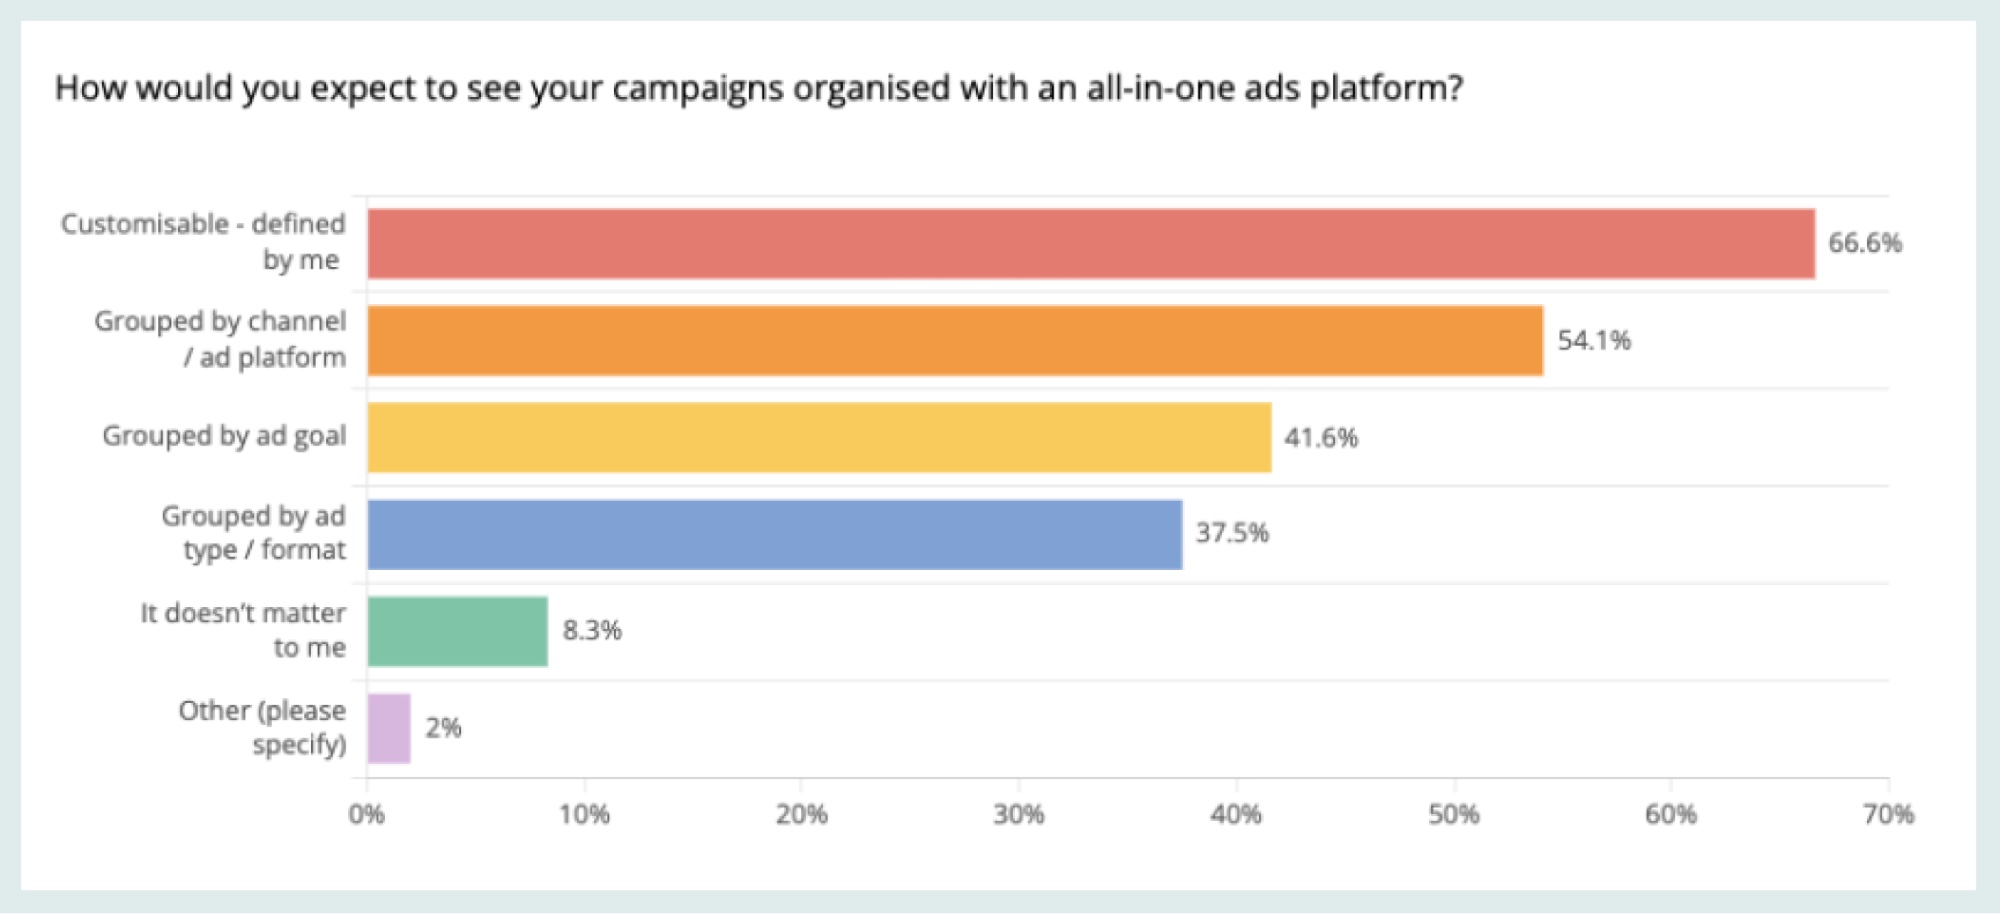 How would you expect to see your campaigns organised with an all-in-one ads platform?
Customisable - defined
by me
66.6%
Grouped by channel
/ ad platform
54.1%
Grouped by ad goal
41.6%
Grouped by ad
type / format
37.5%
It doesn't matter
to me
8.3%
Other (please
specify)
2%
0% 10% 20% 30% 40% 50% 60% 70%